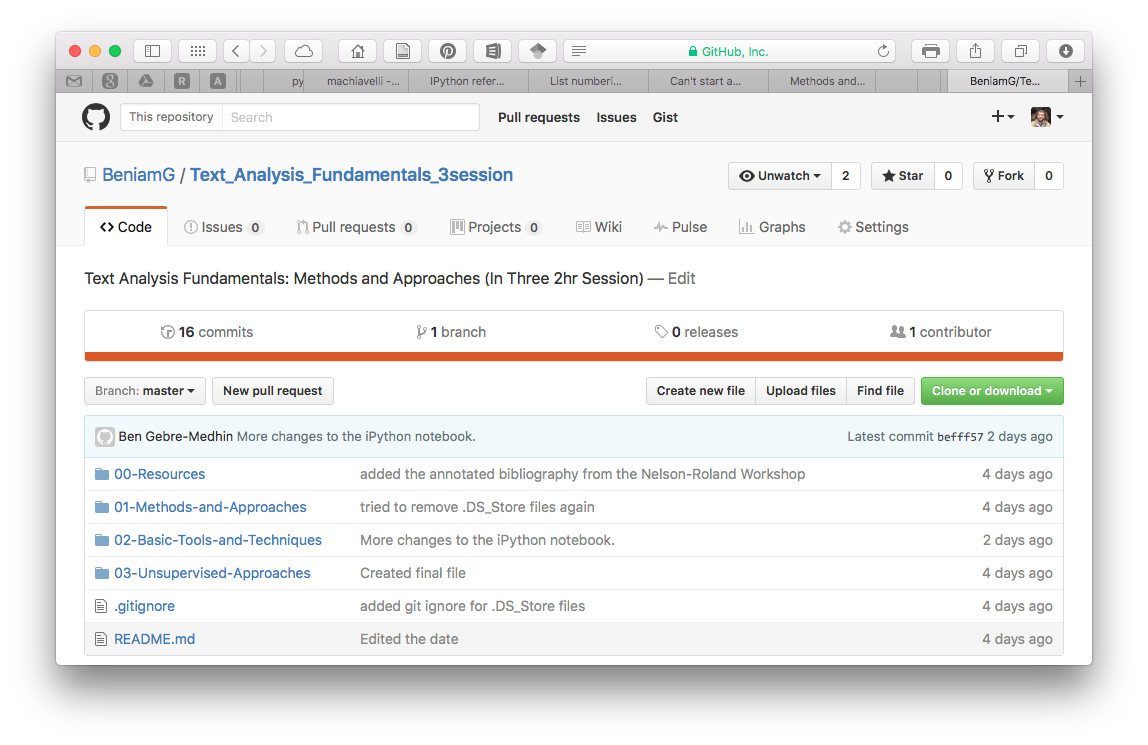 GitHub, Inc.
py machiavelli -... IPython refer... List numberi... Can't start a... Methods and... BeniamG/Te...
This repository Search Pull requests Issues Gist
BeniamG / Text_Analysis_Fundamentals_3session Unwatch 2 Star 0 Fork 0
Code Issues 0 Pull requests 0 Projects 0 Wiki Pulse Graphs Settings
Text Analysis Fundamentals: Methods and Approaches (In Three 2hr Session) — Edit
16 commits 1 branch 0 releases 1 contributor
Branch: master New pull request Create new file Upload files Find file Clone or download
Ben Gebre-Medhin More changes to the iPython notebook. Latest commit befff57 2 days ago
00-Resources added the annotated bibliography from the Nelson-Roland Workshop 4 days ago
01-Methods-and-Approaches tried to remove .DS_Store files again 4 days ago
02-Basic-Tools-and-Techniques More changes to the iPython notebook. 2 days ago
03-Unsupervised-Approaches Created final file 4 days ago
.gitignore added git ignore for .DS_Store files 4 days ago
README.md Edited the date 4 days ago